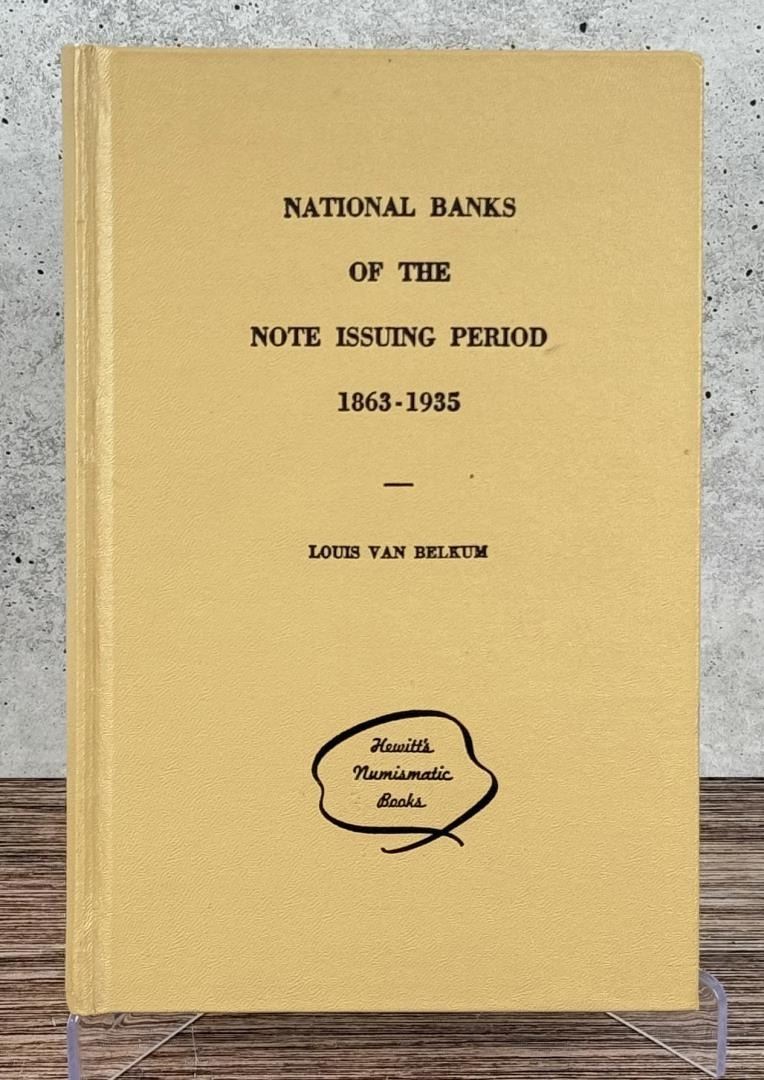 NATIONAL BANKS
OF THE
NOTE ISSUING PERIOD
1863-1935
—
LOUIS VAN BELKUM
Hewitt's
Numismatic
Books